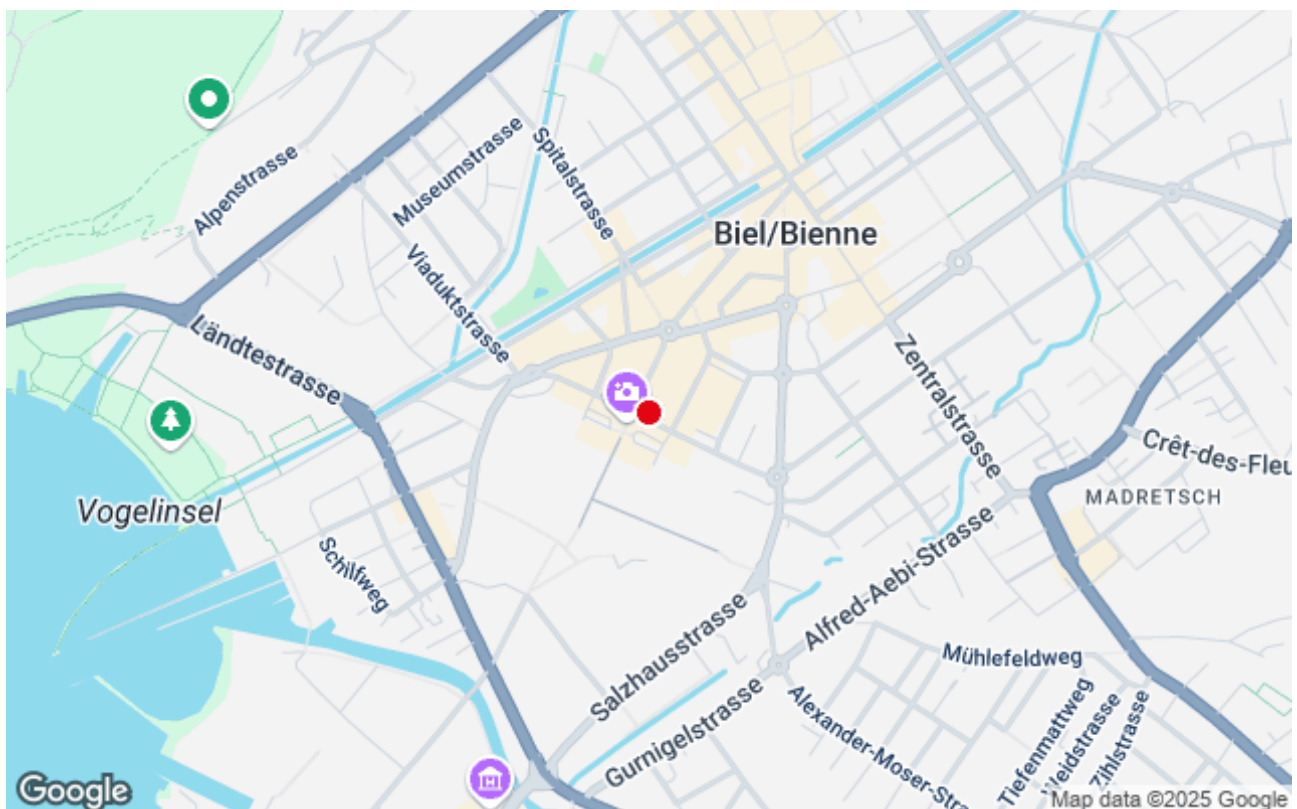 Museumstrasse
Spitalstrasse
Alpenstrasse
Biel/Bienne
Viaduktstrasse
Ländtestrasse
Zentralstrasse
Crêt-des-Fleu
MADRETSCH
Vogelinsel
Schilfweg
Alfred-Aebi-Strasse
Salzhausstrasse
Mühlefeldweg
Gurnigelstrasse
Alexander-Moser-Str
Tiefenmattweg
Weidstrasse
Zihlstrasse
H
Google
Map data ©2025 Google